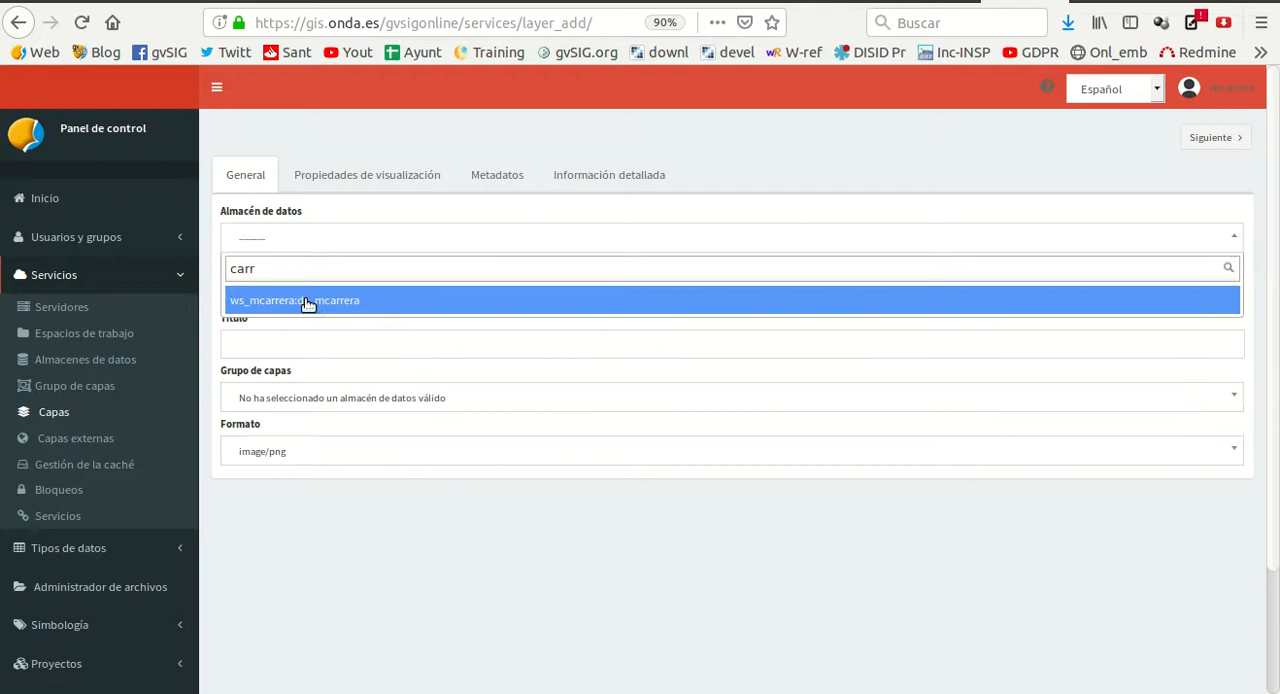 https://gis.onda.es/gvsigonline/services/layer_add/
90%
Buscar
Web
Blog
gvSIG
Twitt
Sant
Yout
Ayunt
Training
gvSIG.org
downl
devel
W-ref
DISID Pr
Inc-INSP
GDPR
Onl_emb
Redmine
Español
Panel de control
Siguiente
General
Propiedades de visualización
Metadatos
Información detallada
Inicio
Usuarios y grupos
Servicios
Servidores
Espacios de trabajo
Almacenes de datos
Grupo de capas
Capas
Capas externas
Gestión de la caché
Bloqueos
Servicios
Tipos de datos
Administrador de archivos
Simbología
Proyectos
Almacén de datos
---------
carr
Título
Grupo de capas
No ha seleccionado un almacén de datos válido
Formato
image/png